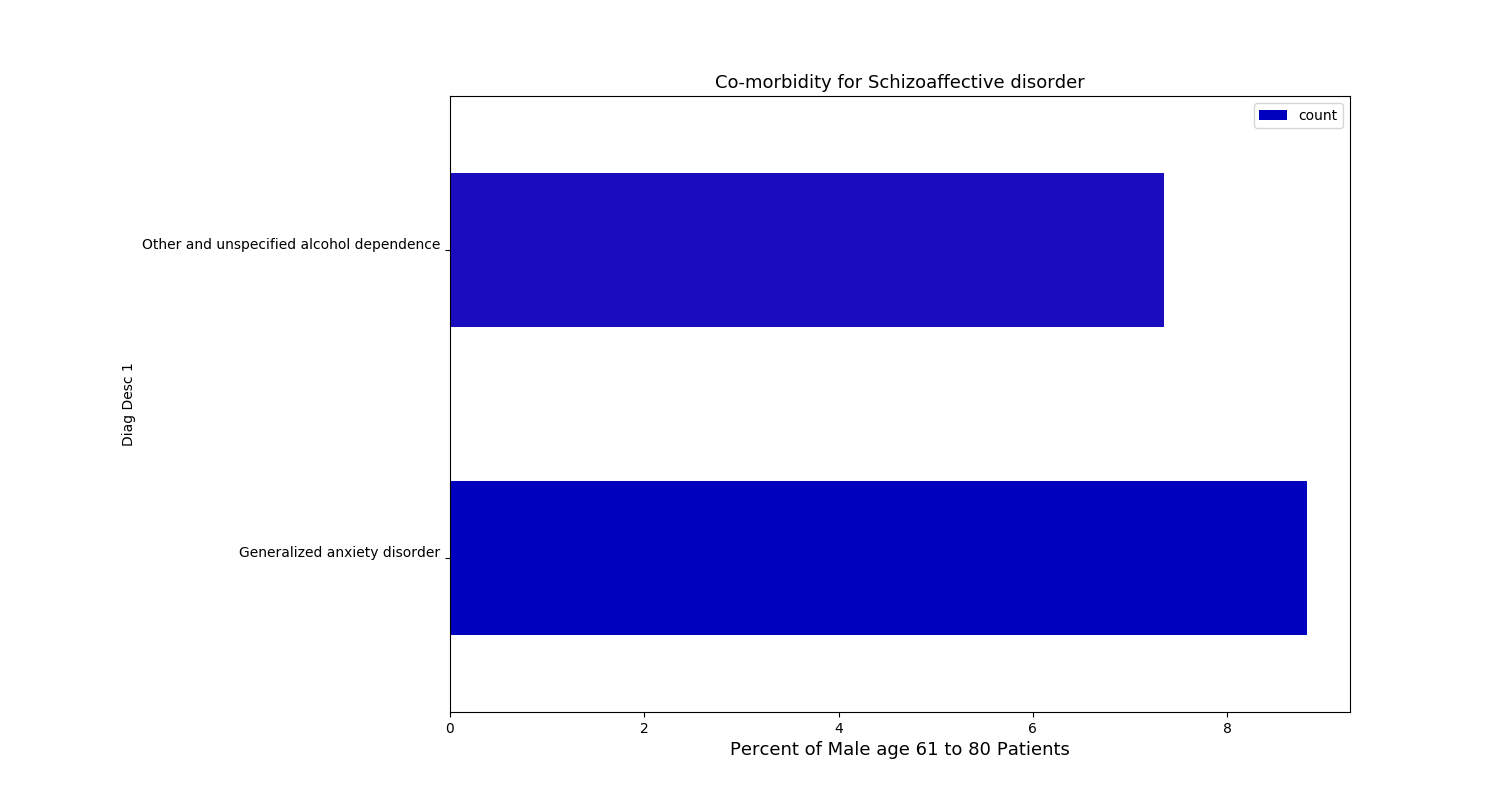 Co-morbidity for Schizoaffective disorder
count
Other and unspecified alcohol dependence
Diag Desc 1
Generalized anxiety disorder
0 2 4 6 8
Percent of Male age 61 to 80 Patients